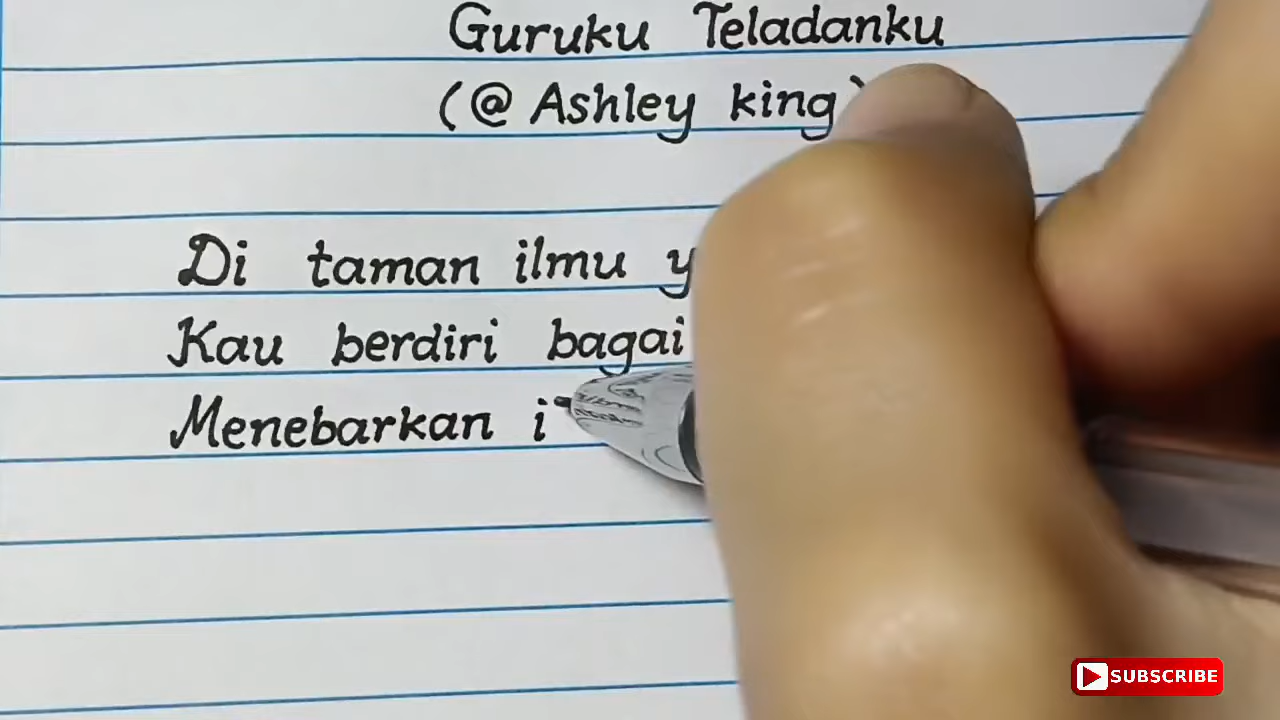 Guruku Teladanku
(@ Ashley king)
Di taman ilmu
Kau berdiri bagai
Menebarkan
SUBSCRIBE